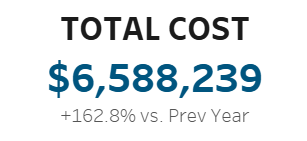 TOTAL COST
$6,588,239
+162.8% vs. Prev Year